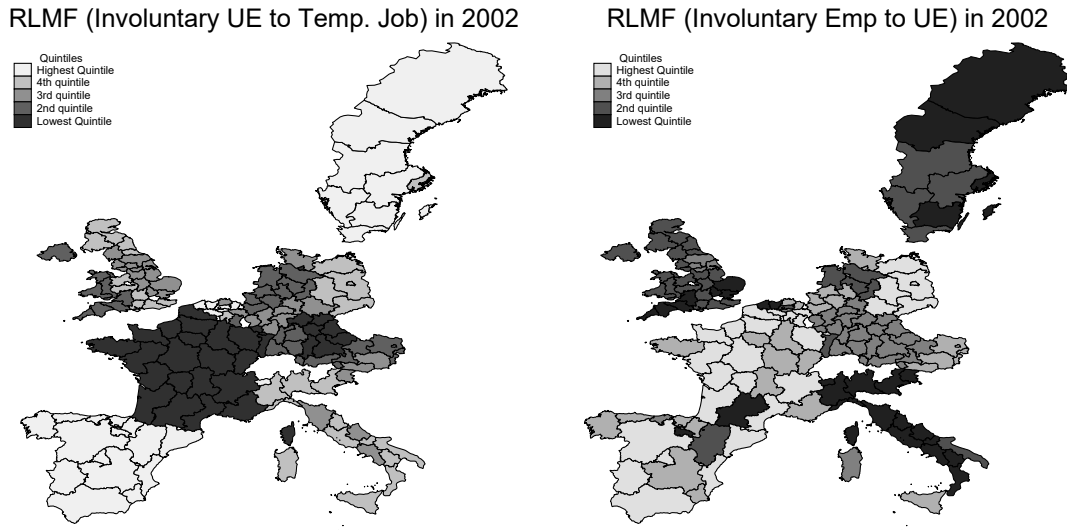 RLMF (Involuntary UE to Temp. Job) in 2002
Quintiles
Highest Quintile
4th quintile
3rd quintile
2nd quintile
Lowest Quintile
RLMF (Involuntary Emp to UE) in 2002
Quintiles
Highest Quintile
4th quintile
3rd quintile
2nd quintile
Lowest Quintile